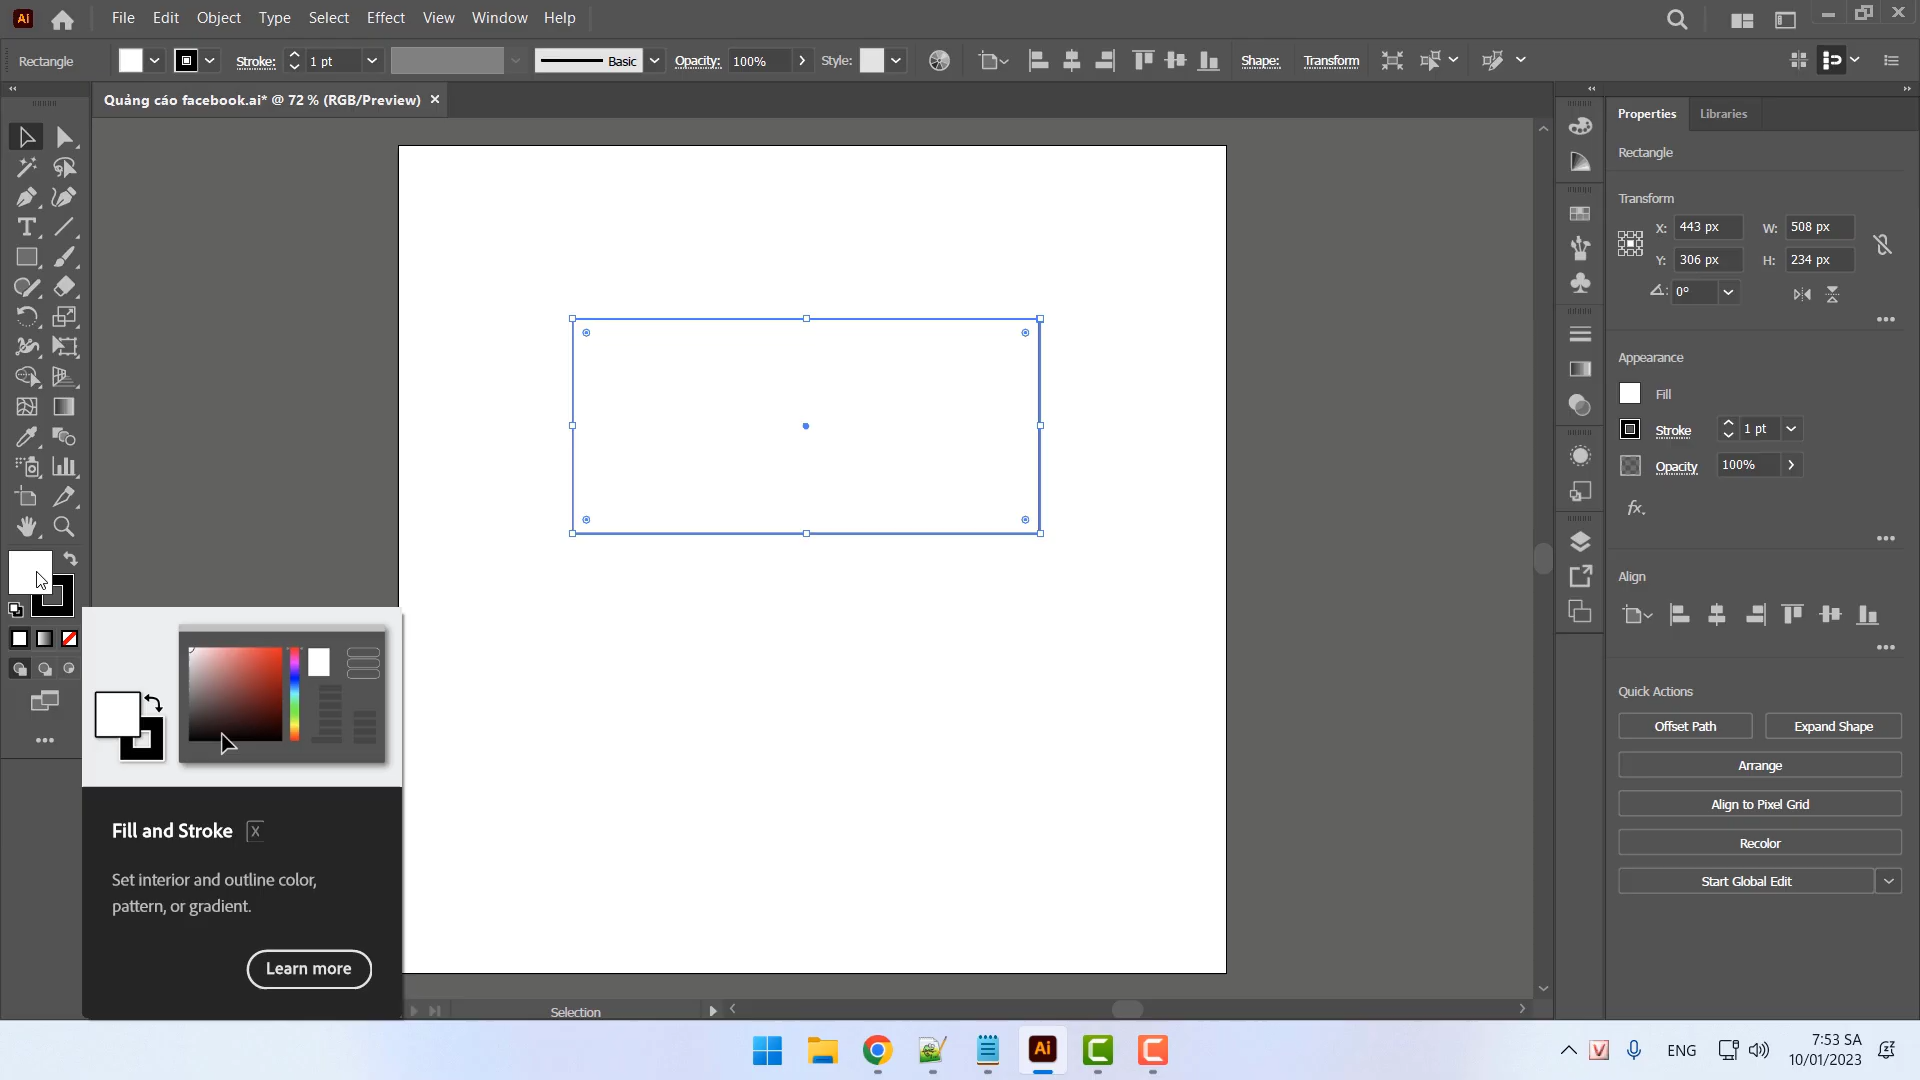 Ai
File Edit Object Type Select Effect View Window Help
Rectangle Stroke: 1 pt Basic Opacity: 100% Style: Shape: Transform
Quảng cáo facebook.ai* @ 72 % (RGB/Preview) ×
Properties Libraries
Rectangle
Transform
X: 443 px W: 508 px
Y: 306 px H: 234 px
0°
Appearance
Fill
Stroke 1 pt
Opacity 100%
fx.
Align
Quick Actions
Offset Path Expand Shape
Arrange
Align to Pixel Grid
Recolor
Start Global Edit
Fill and Stroke X
Set interior and outline color,
pattern, or gradient.
Learn more
Selection
Ai
V
ENG
7:53 SA
10/01/2023